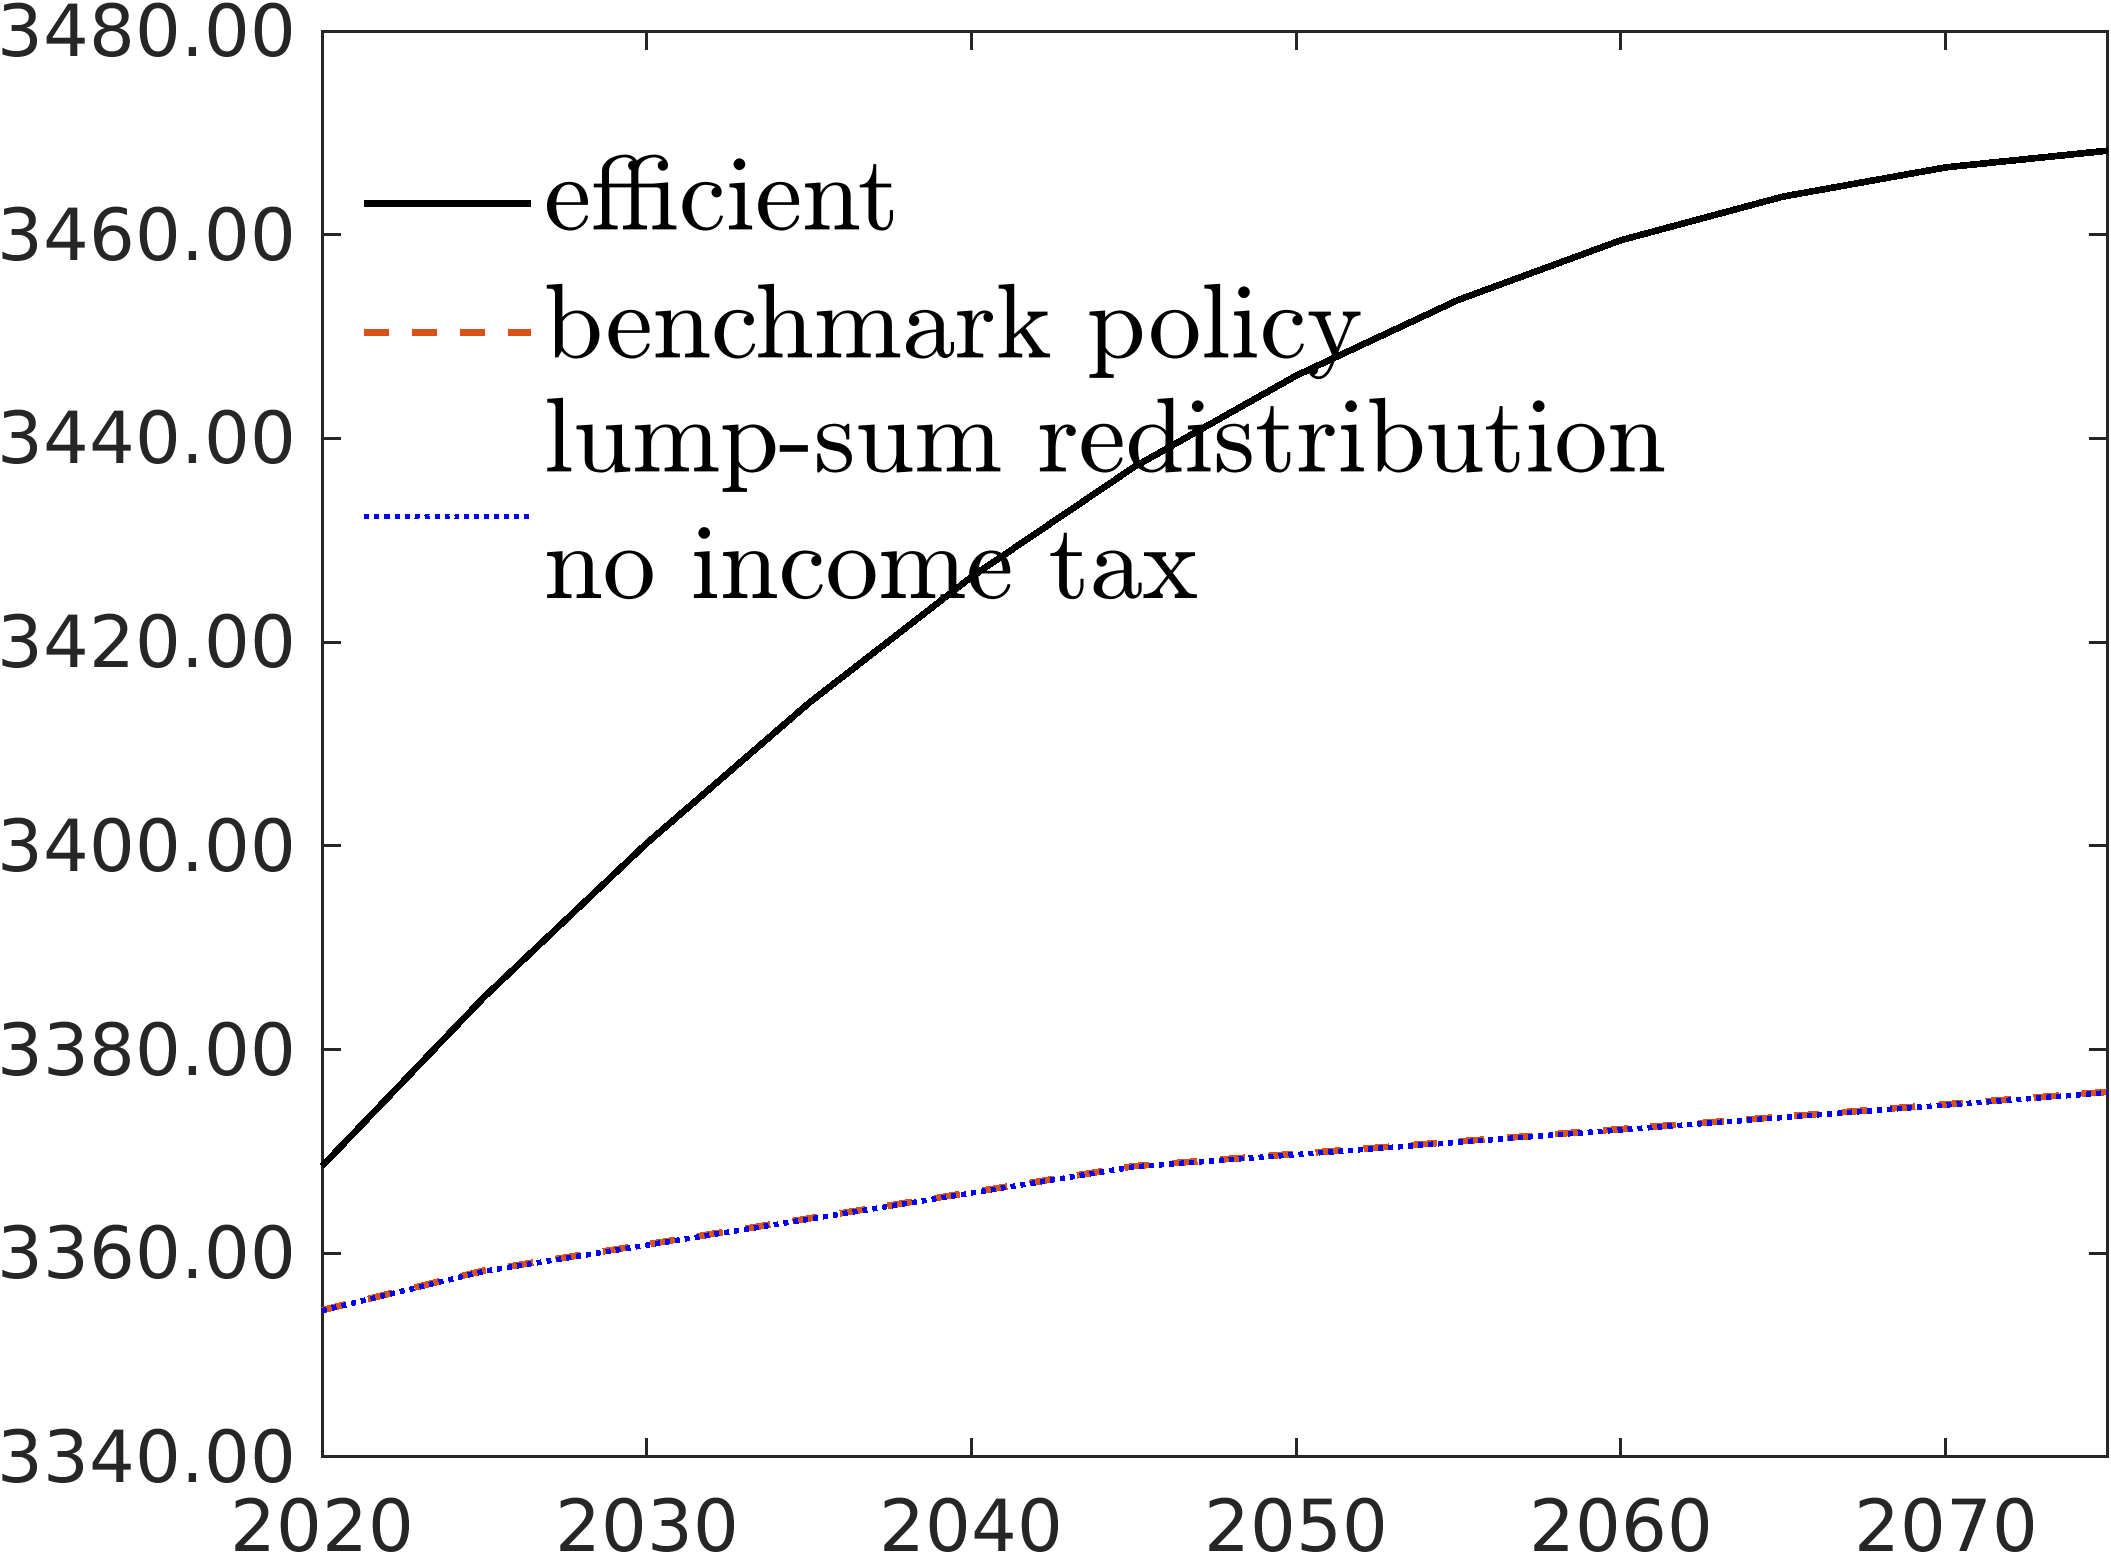 3480.00
3460.00
3440.00
3420.00
3400.00
3380.00
3360.00
3340.00
efficient
benchmark policy
lump-sum redistribution
no income tax
2020 2030 2040 2050 2060 2070